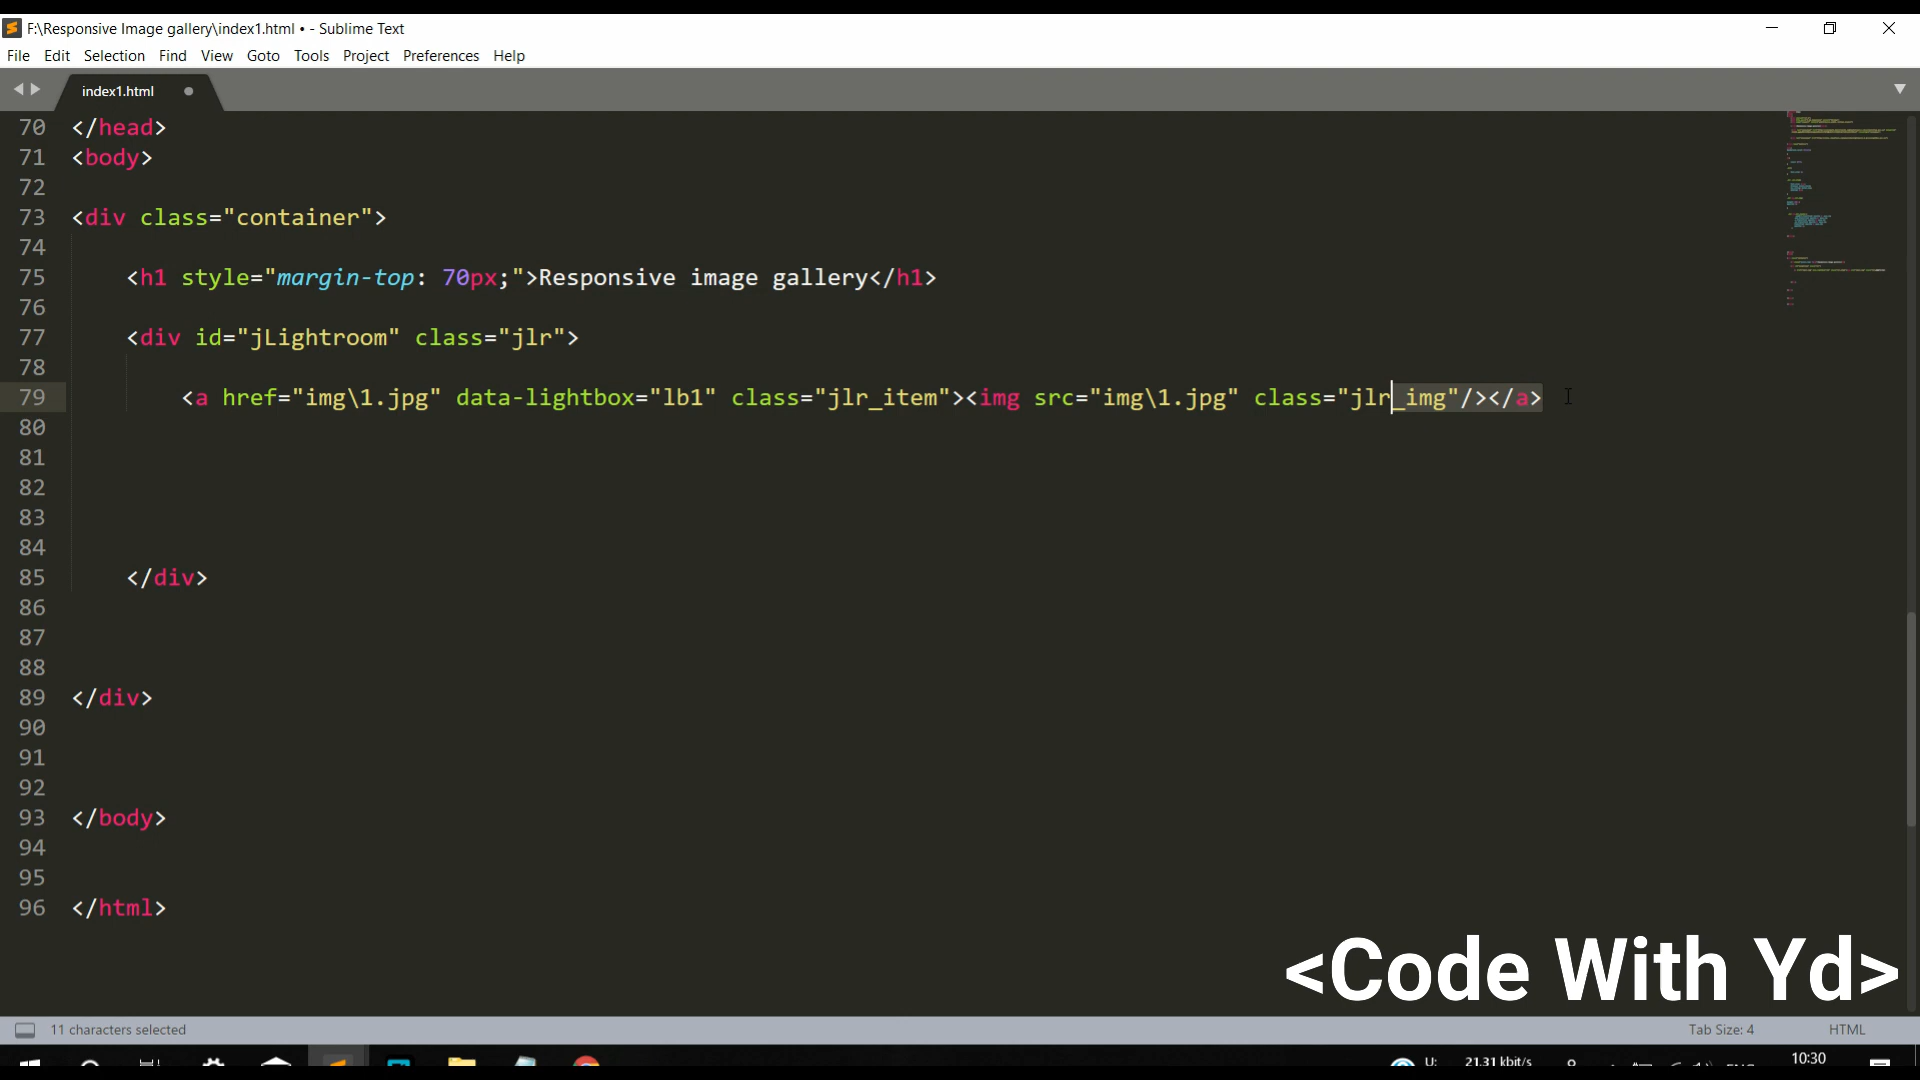 F:\Responsive Image gallery\index1.html • - Sublime Text
File Edit Selection Find View Goto Tools Project Preferences Help
index1.html
70 </head>
71 <body>
72
73 <div class="container">
74
75 <h1 style="margin-top: 70px;">Responsive image gallery</h1>
76
77 <div id="jLightroom" class="jlr">
78
79 <a href="img\1.jpg" data-lightbox="lb1" class="jlr_item"><img src="img\1.jpg" class="jlr_img"/></a>
80
81
82
83
84
85 </div>
86
87
88
89 </div>
90
91
92
93 </body>
94
95
96 </html>
<Code With Yd>
11 characters selected Tab Size: 4 HTML
U: 21.31 kbit/s 10:30